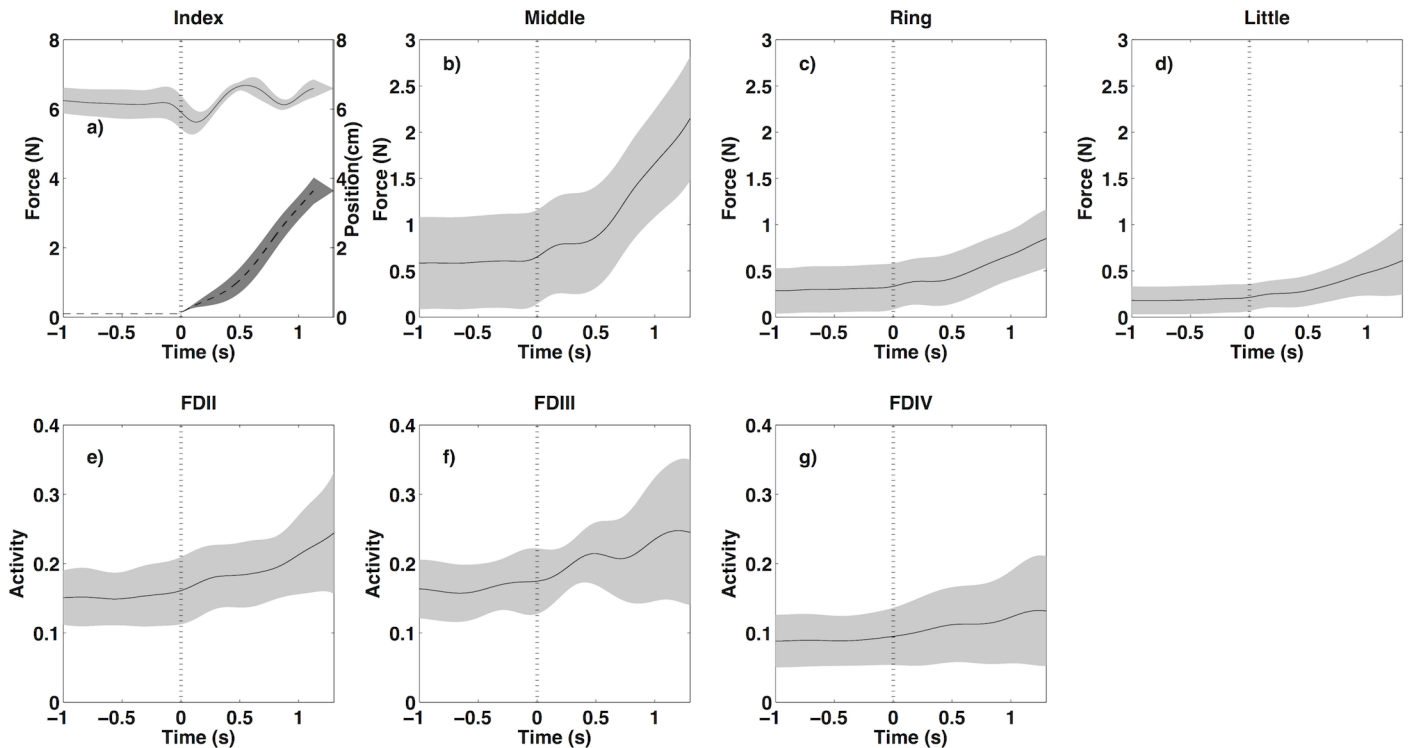 Index
Middle
Ring
Little
8
6
4
2
0
Force (N)
a)
8
6
4
2
0
Position(cm)
−1
−0.5
0
0.5
1
Time (s)
3
2.5
2
1.5
1
0.5
0
Force (N)
b)
−1
−0.5
0
0.5
1
Time (s)
3
2.5
2
1.5
1
0.5
0
Force (N)
c)
−1
−0.5
0
0.5
1
Time (s)
3
2.5
2
1.5
1
0.5
0
Force (N)
d)
−1
−0.5
0
0.5
1
Time (s)
FDII
FDIII
FDIV
0.4
0.3
0.2
0.1
0
Activity
e)
−1
−0.5
0
0.5
1
Time (s)
0.4
0.3
0.2
0.1
0
Activity
f)
−1
−0.5
0
0.5
1
Time (s)
0.4
0.3
0.2
0.1
0
Activity
g)
−1
−0.5
0
0.5
1
Time (s)